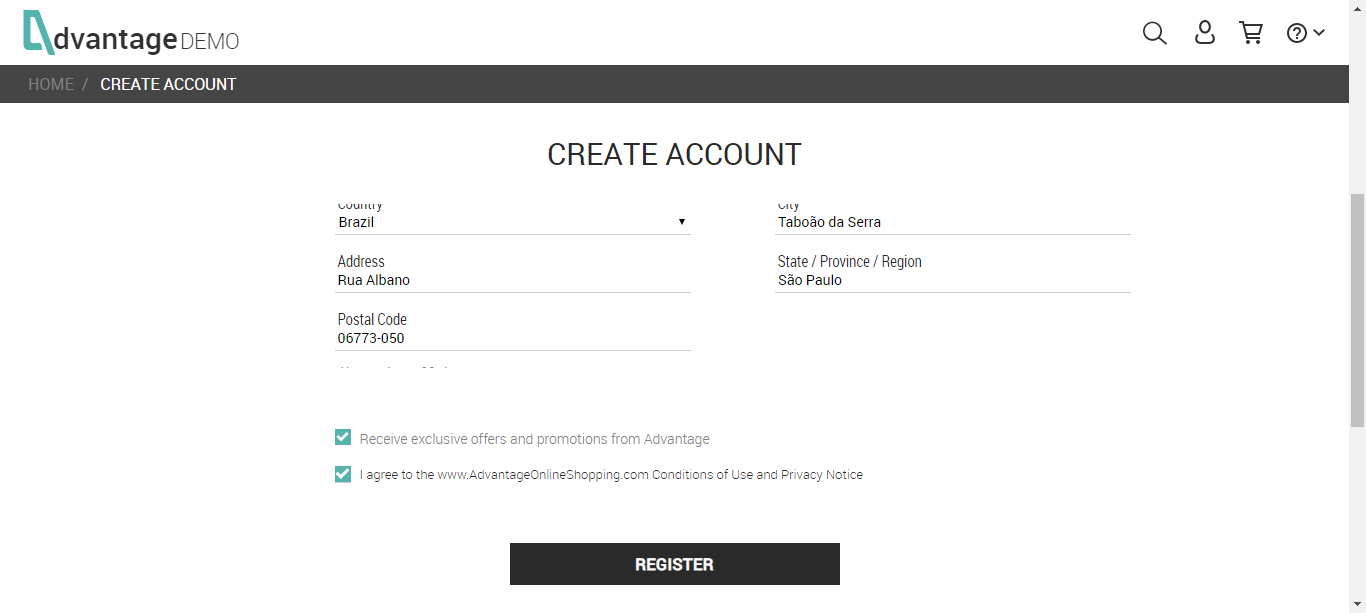 dvantage DEMO
HOME / CREATE ACCOUNT
CREATE ACCOUNT
Country
City
Brazil
Taboão da Serra
Address
State / Province / Region
Rua Albano
São Paulo
Postal Code
06773-050
Receive exclusive offers and promotions from Advantage
I agree to the www.AdvantageOnlineShopping.com Conditions of Use and Privacy Notice
REGISTER